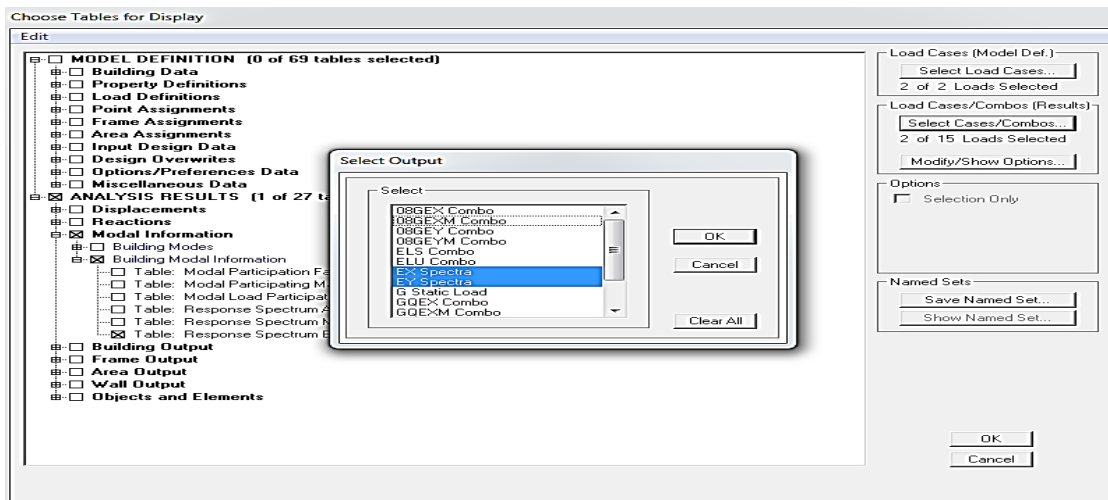 Choose Tables for Display
Edit
MODEL DEFINITION (0 of 69 tables selected)
Building Data
Property Definitions
Load Definitions
Point Assignments
Frame Assignments
Area Assignments
Input Design Data
Design Overwrites
Options/Preferences Data
Miscellaneous Data
ANALYSIS RESULTS (1 of 27 ta
Displacements
Reactions
Modal Information
Building Modes
Building Modal Information
Table: Modal Participation Fa
Table: Modal Participating M
Table: Modal Load Participat
Table: Response Spectrum A
Table: Response Spectrum M
Table: Response Spectrum B
Building Output
Frame Output
Area Output
Wall Output
Objects and Elements
Select Output
Select
08GEX Combo
08GEXM Combo
08GEY Combo
08GEYM Combo
ELS Combo
ELU Combo
EX Spectra
EY Spectra
G Static Load
GQEX Combo
GQEXM Combo
OK
Cancel
Clear All
Load Cases (Model Def.)
Select Load Cases...
2 of 2 Loads Selected
Load Cases/Combos (Results)
Select Cases/Combos...
2 of 15 Loads Selected
Modify/Show Options...
Options
Selection Only
Named Sets
Save Named Set...
Show Named Set...
OK
Cancel